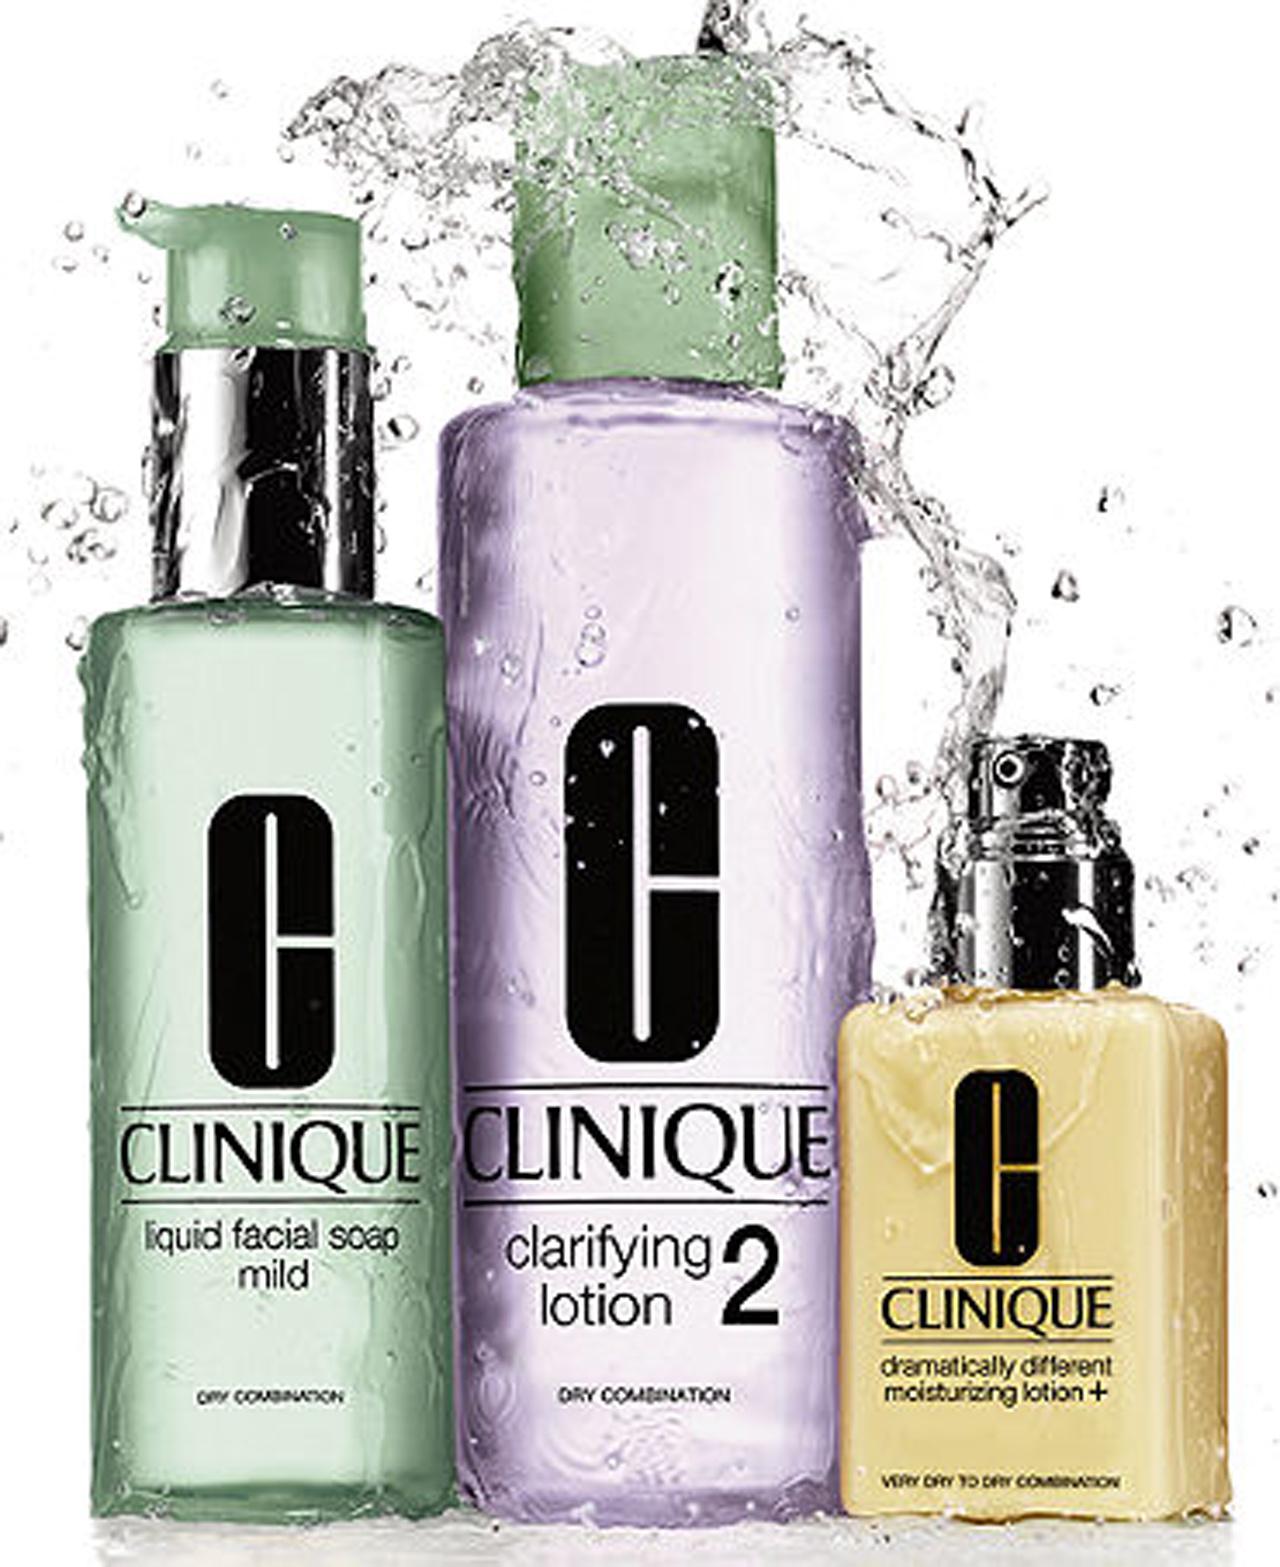 C
CLINIQUE
liquid facial soap
mild
DRY COMBINATION
C
CLINIQUE
clarifying
lotion 2
DRY COMBINATION
C
CLINIQUE
dramatically different
moisturizing lotion +
VERY DRY TO DRY COMBINATION